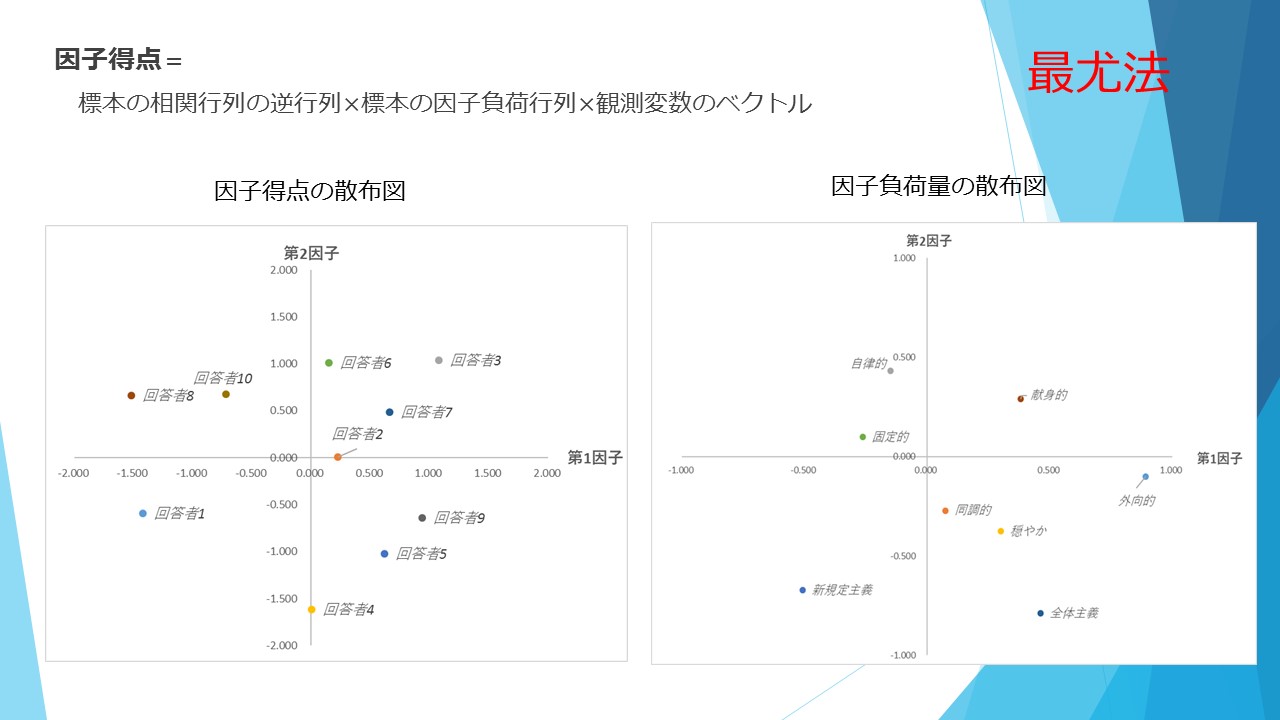 因子得点＝
標本の相関行列の逆行列×標本の因子負荷行列×観測変数のベクトル
最尤法
因子得点の散布図
第2因子
2.000
1.500
回答者6
回答者3
1.000
回答者10
回答者8
0.500
回答者7
回答者2
0.000
第1因子
-2.000 -1.500 -1.000 -0.500 0.000 0.500 1.000 1.500 2.000
-0.500
回答者1
回答者9
-1.000
回答者5
-1.500
回答者4
-2.000
因子負荷量の散布図
第2因子
1.000
自律的
0.500
献身的
固定的
0.000
第1因子
-1.000 -0.500 0.000 0.500 1.000
外向的
同調的
穏やか
-0.500
新規定主義
全体主義
-1.000